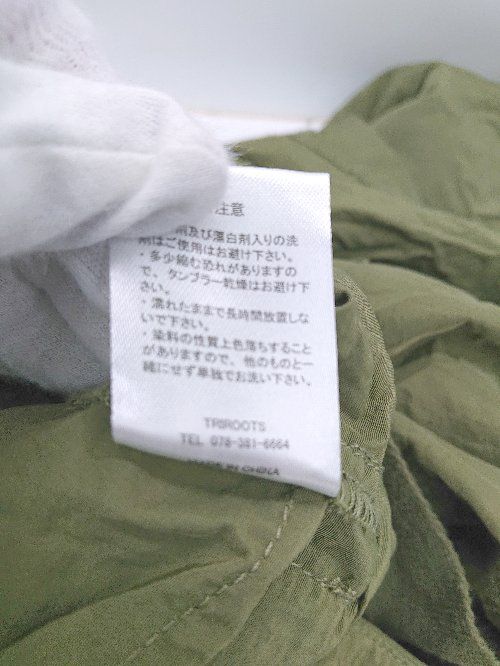 注意
剤及び漂白剤入りの洗
剤はご使用はお避け下さい。
・多少縮む恐れがありますの
で、タンブラー乾燥はお避け下
さい。
・濡れたままで長時間放置しな
いで下さい。
・染料の性質上色落ちすること
がありますので、他のものと一
緒にせず単独でお洗い下さい。
TRIROOTS
TEL 078-381-6664
IN CHINA